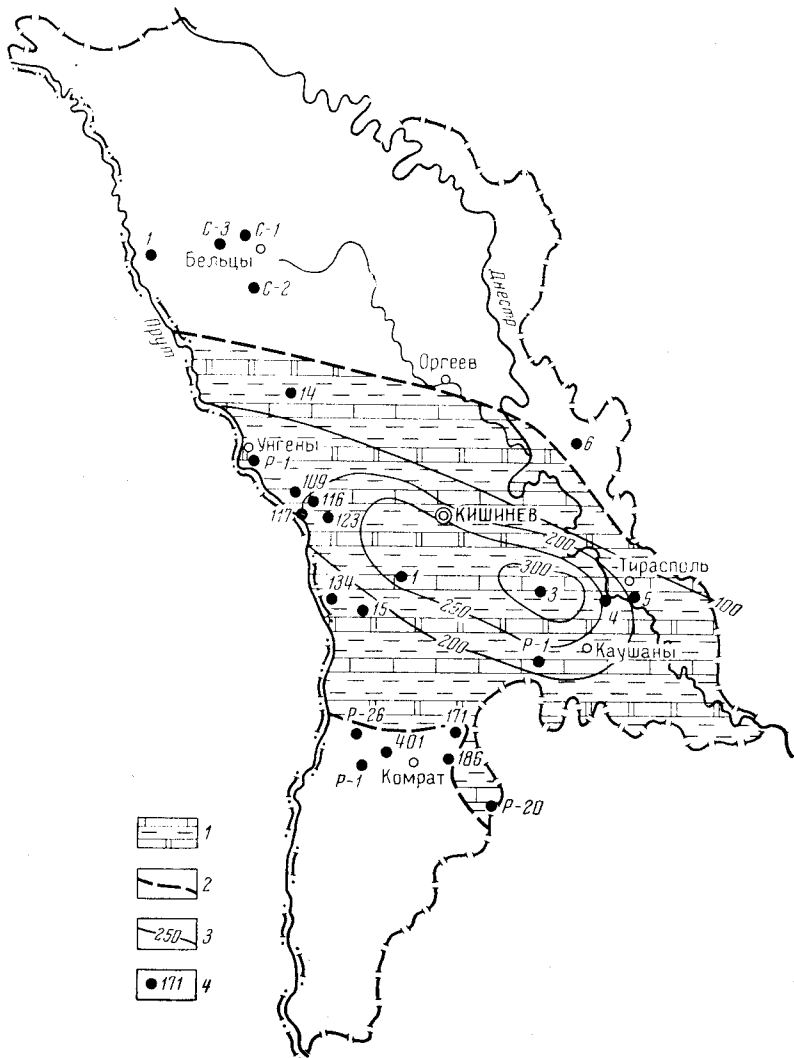 С-3
С-1
1
Бельцы
С-2
Днестр
Прут
Оргеев
14
6
Унгены
Р-1
109
116
КИШИНЕВ
117
123
200
Тирасполь
300
1
134
3
5
100
4
15
250
Р-1
Каушаны
200
Р-26
171
401
186
Р-1
Комрат
Р-20
1
2
250
3
171
4